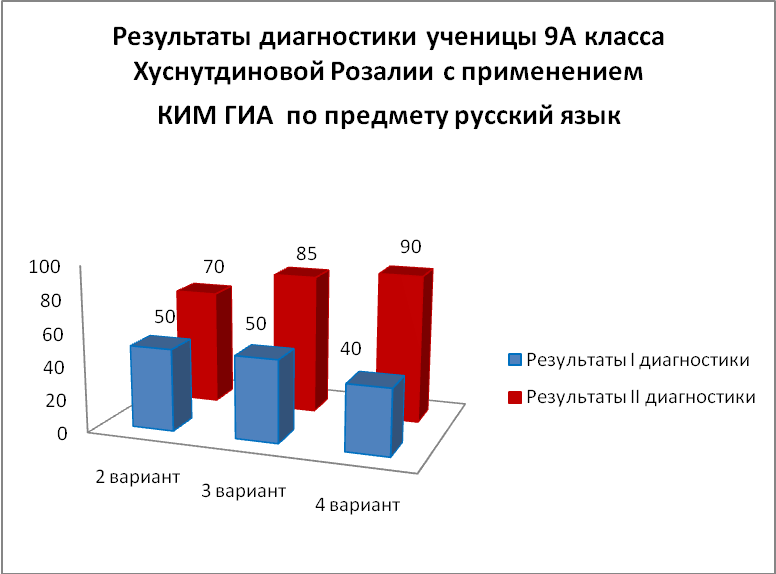 Результаты диагностики ученицы 9А класса
Хуснутдиновой Розалии с применением
КИМ ГИА по предмету русский язык
100
80
60
40
20
0
50
70
50
85
40
90
2 вариант
3 вариант
4 вариант
Результаты I диагностики
Результаты II диагностики